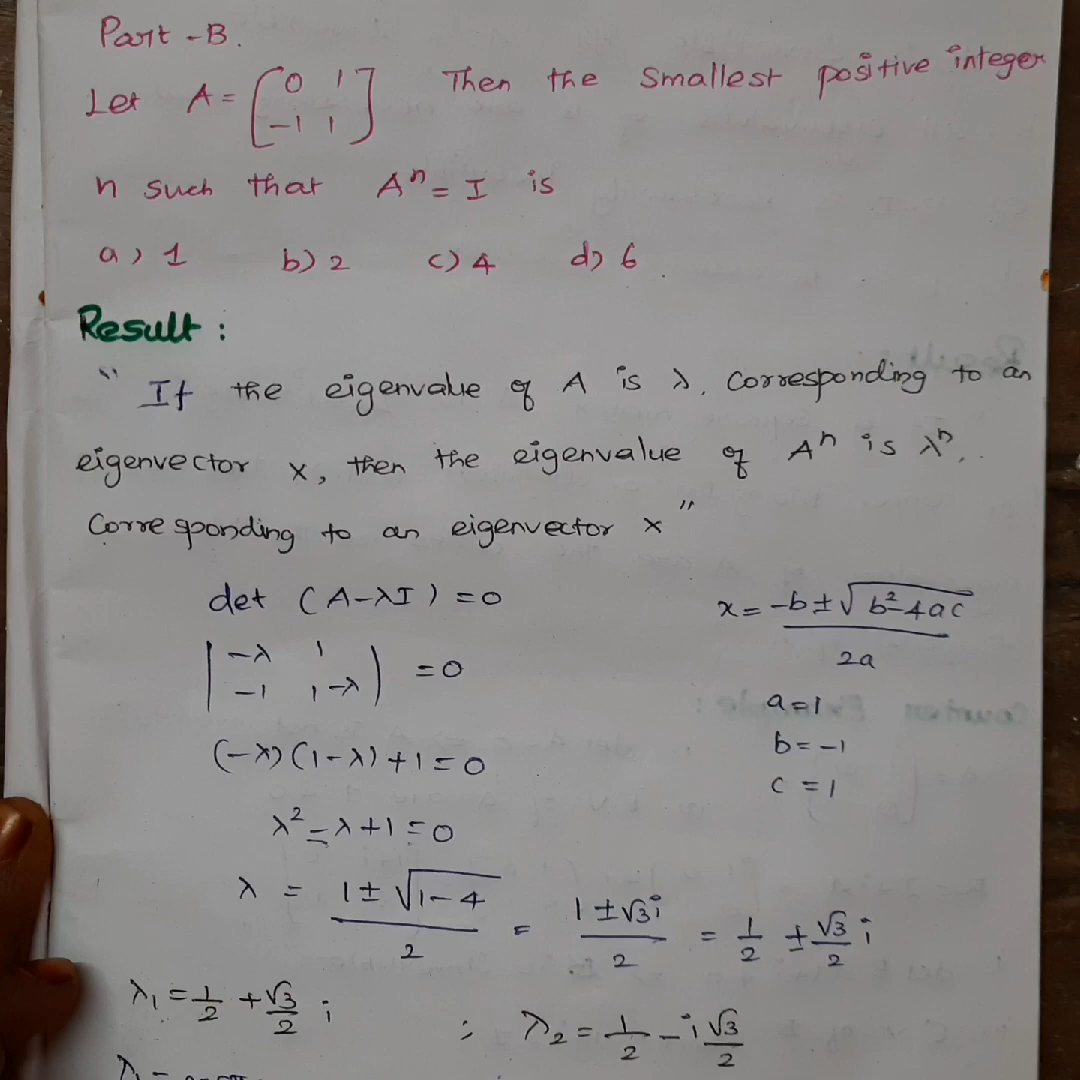 Part - B.
Let A = [0 1 Then the Smallest positive integer
-1 1]
n such that Aⁿ = I is
a) 1 b) 2 c) 4 d) 6.
Result :
" If the eigenvalue of A is λ, corresponding to an
eigenvector x, then the eigenvalue of Aⁿ is λⁿ,.
Corresponding to an eigenvector x "
det (A-λI) = 0
| -λ 1
-1 1-λ | = 0
(-λ)(1-λ)+1=0
λ²-λ+1=0
x = -b±√b²-4ac
2a
a=1
b=-1
c=1
λ = 1±√1-4 / 2 = 1±√3i / 2 = 1/2 ± √3/2 i
λ₁ = 1/2 + √3/2 i ; λ₂ = 1/2 - i √3/2